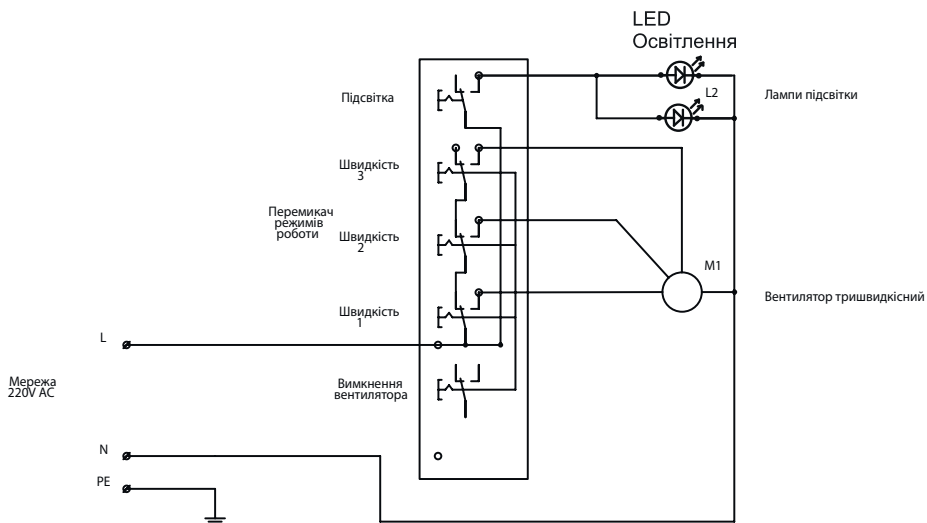 LED
Освітлення
L2
Лампи підсвітки
Підсвітка
Швидкість
3
Перемикач
режимів
роботи
Швидкість
2
M1
Вентилятор тришвидкісний
Швидкість
1
L
Мережа
220V AC
Вимкнення
вентилятора
N
PE